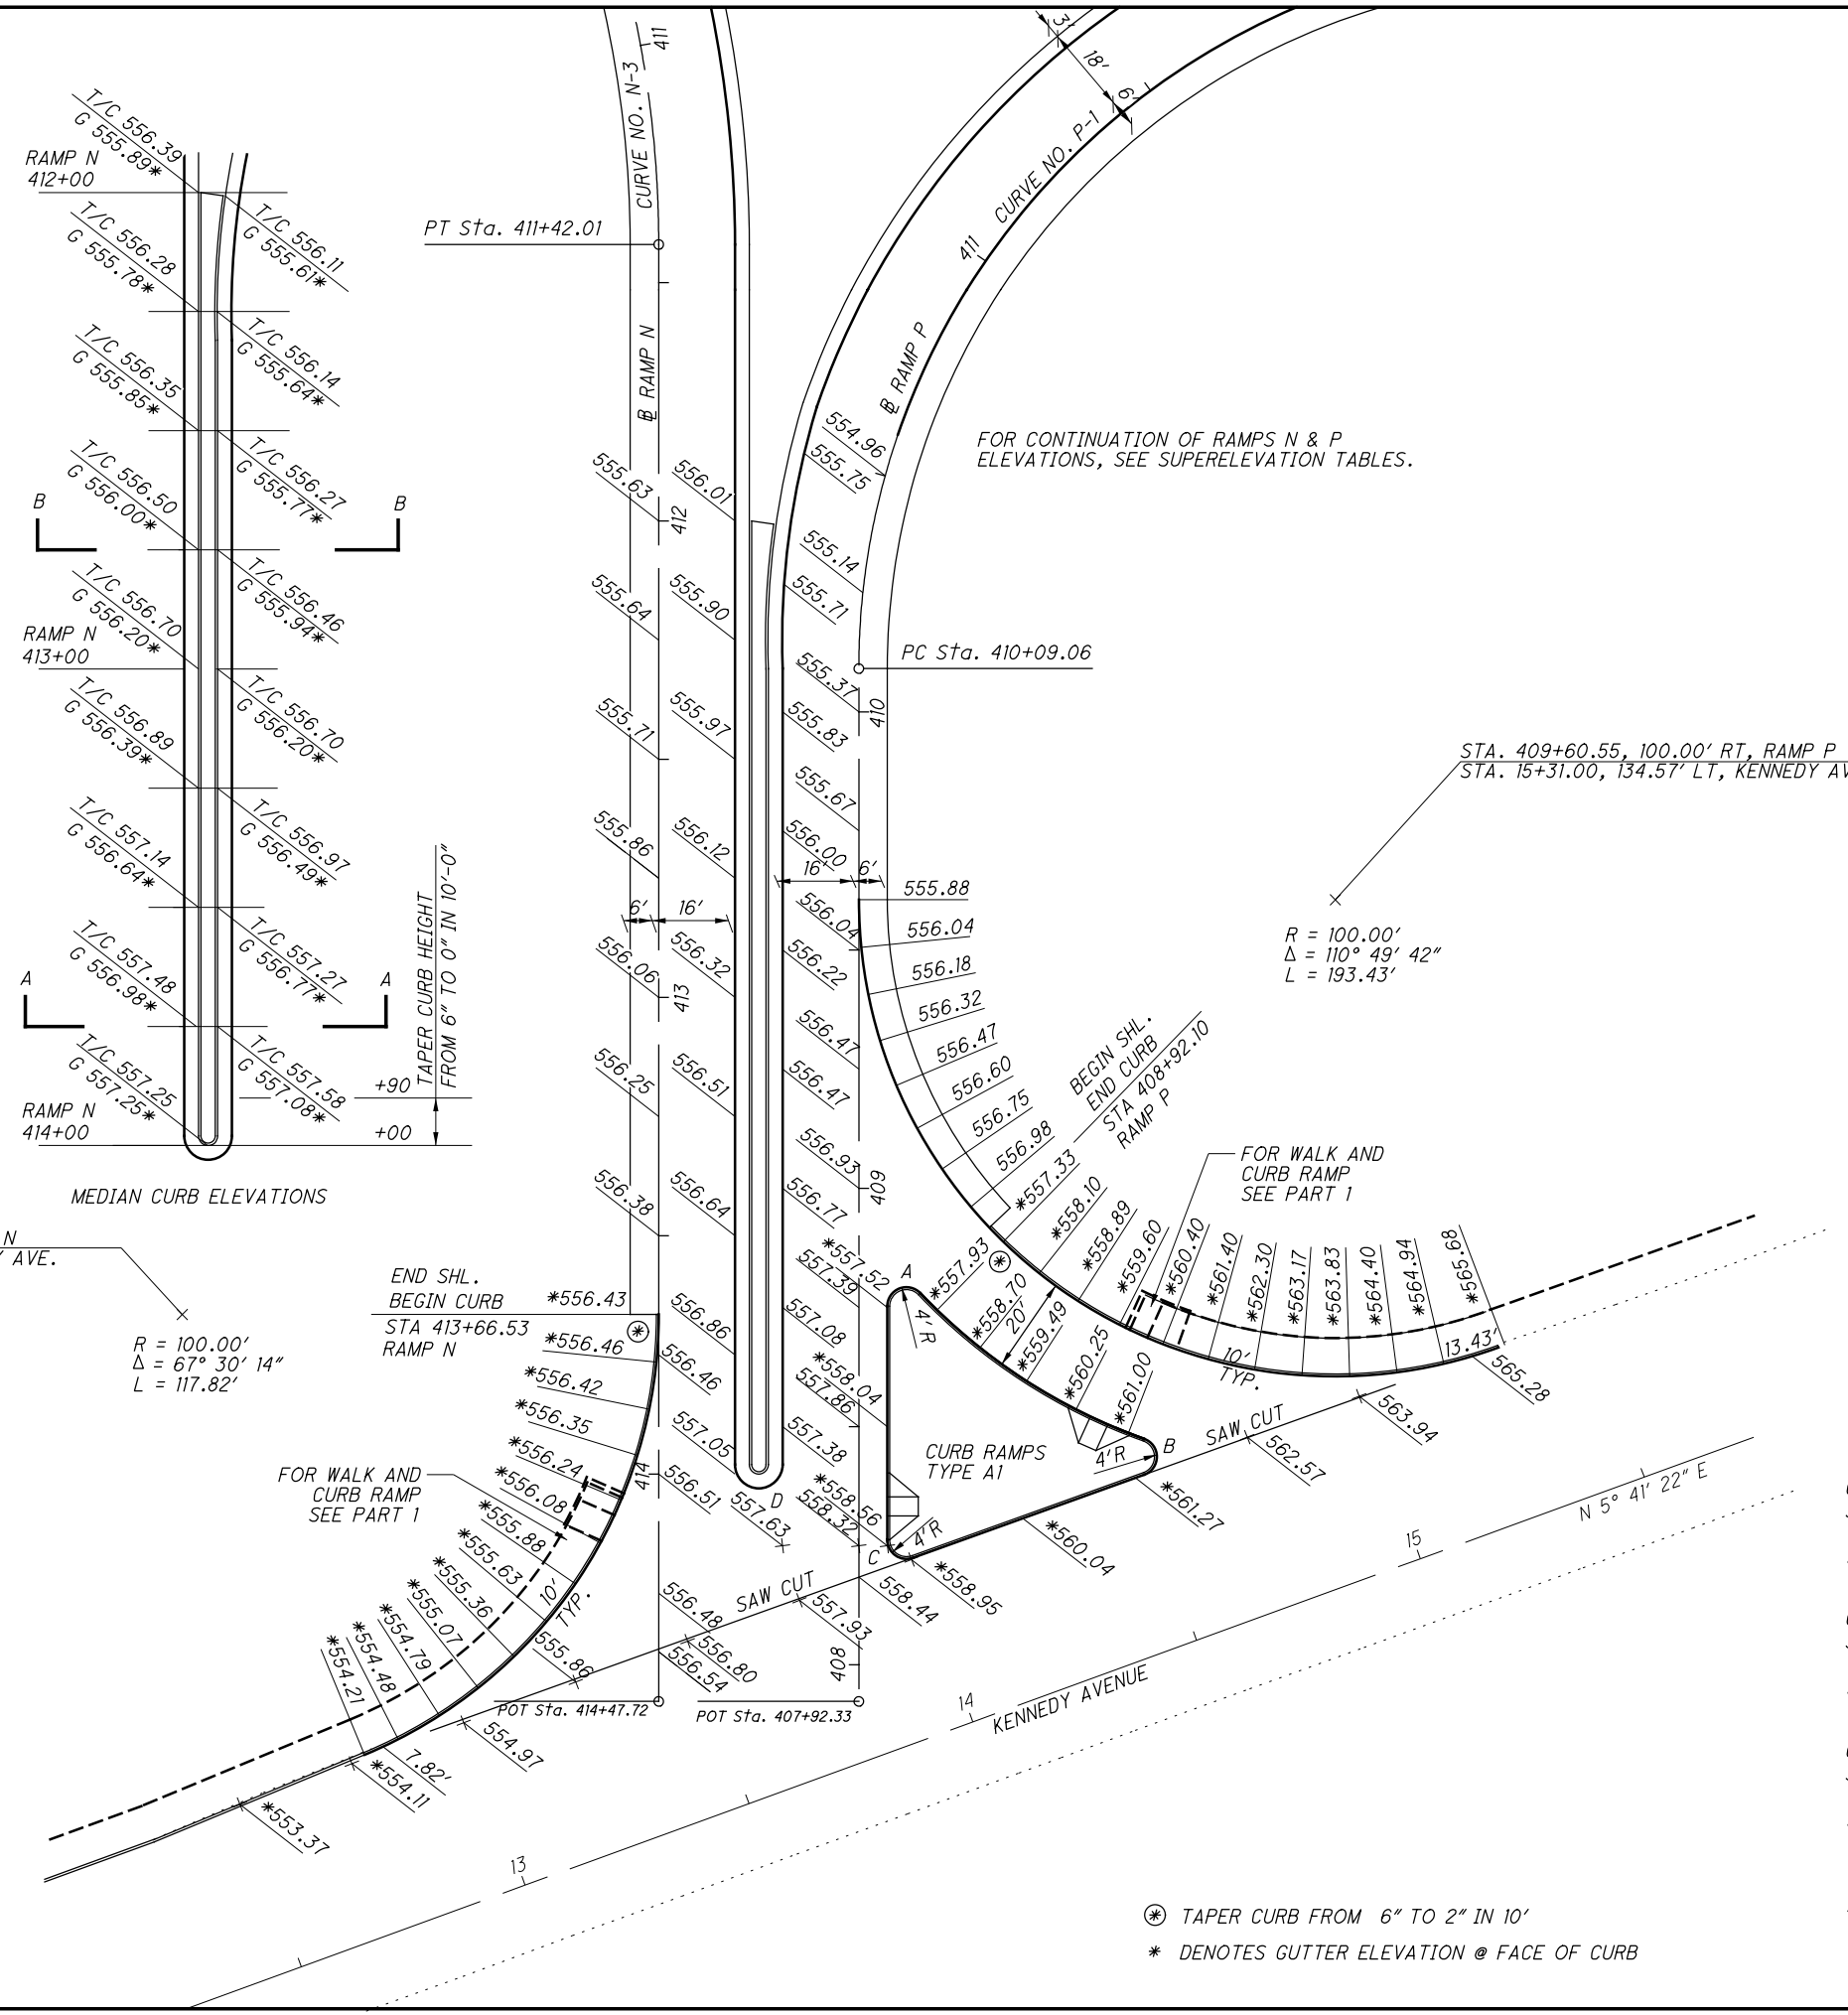 T/C 556.39
G 555.89*
RAMP N
412+00
T/C 556.11
G 555.61*
T/C 556.28
G 555.78*
T/C 556.14
G 555.64*
T/C 556.35
G 555.85*
T/C 556.27
G 555.77*
T/C 556.50
G 556.00*
B
B
T/C 556.46
G 555.94*
T/C 556.70
G 556.20*
RAMP N
413+00
T/C 556.70
G 556.20*
T/C 556.89
G 556.39*
T/C 556.97
G 556.49*
T/C 557.14
G 556.64*
T/C 557.27
G 556.77*
T/C 557.48
G 556.98*
A
A
T/C 557.58
G 557.08*
T/C 557.25
G 557.25*
RAMP N
414+00
+90
+00
TAPER CURB HEIGHT
FROM 6" TO 0" IN 10'-0"
MEDIAN CURB ELEVATIONS
N
AVE.
R = 100.00'
Δ = 67° 30' 14"
L = 117.82'
411
CURVE NO. N-3
PT Sta. 411+42.01
℄ RAMP N
555.63
556.01
412
555.64
555.90
555.71
555.97
555.86
556.12
6'
16'
556.06
556.32
413
556.25
556.51
556.38
556.64
END SHL.
BEGIN CURB
STA 413+66.53
RAMP N
*556.43
*556.46
*556.42
*556.35
*556.24
*556.08
*555.88
*555.63
*555.36
*555.07
*554.79
*554.48
*554.21
556.86
556.46
557.05
414
556.51
D
557.63
FOR WALK AND
CURB RAMP
SEE PART 1
10'
TYP.
555.86
556.48
556.80
556.54
POT Sta. 414+47.72
POT Sta. 407+92.33
554.97
7.82'
*554.11
*553.37
3'
18'
6'
CURVE NO. P-1
411
℄ RAMP P
554.96
555.75
FOR CONTINUATION OF RAMPS N & P
ELEVATIONS, SEE SUPERELEVATION TABLES.
555.14
555.71
PC Sta. 410+09.06
555.37
410
555.83
555.67
556.00
16'
6'
555.88
556.04
556.04
556.22
556.18
556.32
556.47
556.47
556.47
556.60
556.75
556.98
*557.33
*558.10
*558.89
*559.60
*560.40
*561.40
*562.30
*563.17
*563.83
*564.40
*564.94
*565.68
BEGIN SHL.
END CURB
STA 408+92.10
RAMP P
FOR WALK AND
CURB RAMP
SEE PART 1
STA. 409+60.55, 100.00' RT, RAMP P
STA. 15+31.00, 134.57' LT, KENNEDY AV
R = 100.00'
Δ = 110° 49' 42"
L = 193.43'
556.93
409
556.77
*557.52
557.39
A
4'R
*557.93
*558.70
20'
*559.49
*560.25
*561.00
557.08
*558.04
557.86
557.38
*558.56
558.32
C
4'R
CURB RAMPS
TYPE A1
4'R
B
10'
TYP.
13.43'
565.28
563.94
SAW CUT
562.57
*561.27
*560.04
*558.95
558.44
SAW CUT
557.93
408
13
14
15
KENNEDY AVENUE
N 5° 41' 22" E
⊛ TAPER CURB FROM 6" TO 2" IN 10'
* DENOTES GUTTER ELEVATION @ FACE OF CURB